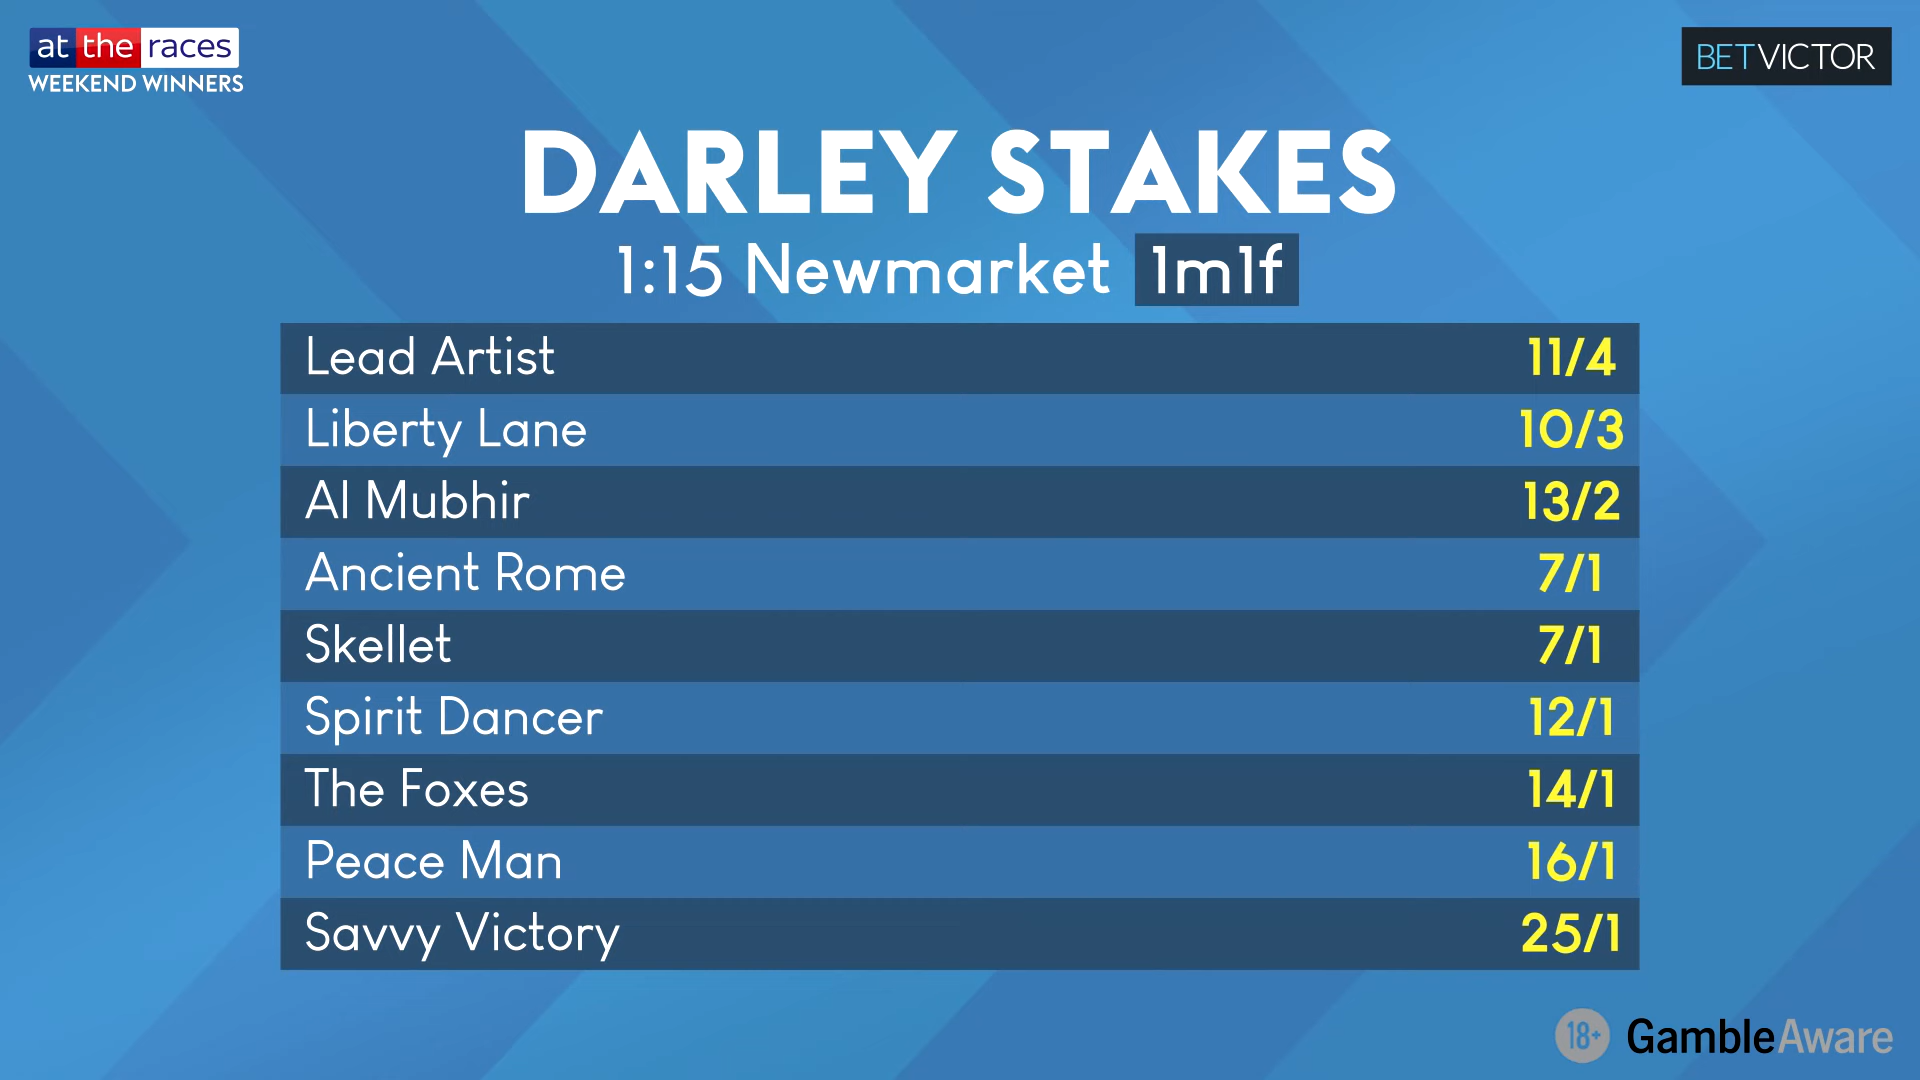 at the races
WEEKEND WINNERS
BETVICTOR
DARLEY STAKES
1:15 Newmarket 1m1f
Lead Artist 11/4
Liberty Lane 10/3
Al Mubhir 13/2
Ancient Rome 7/1
Skellet 7/1
Spirit Dancer 12/1
The Foxes 14/1
Peace Man 16/1
Savvy Victory 25/1
18+ GambleAware